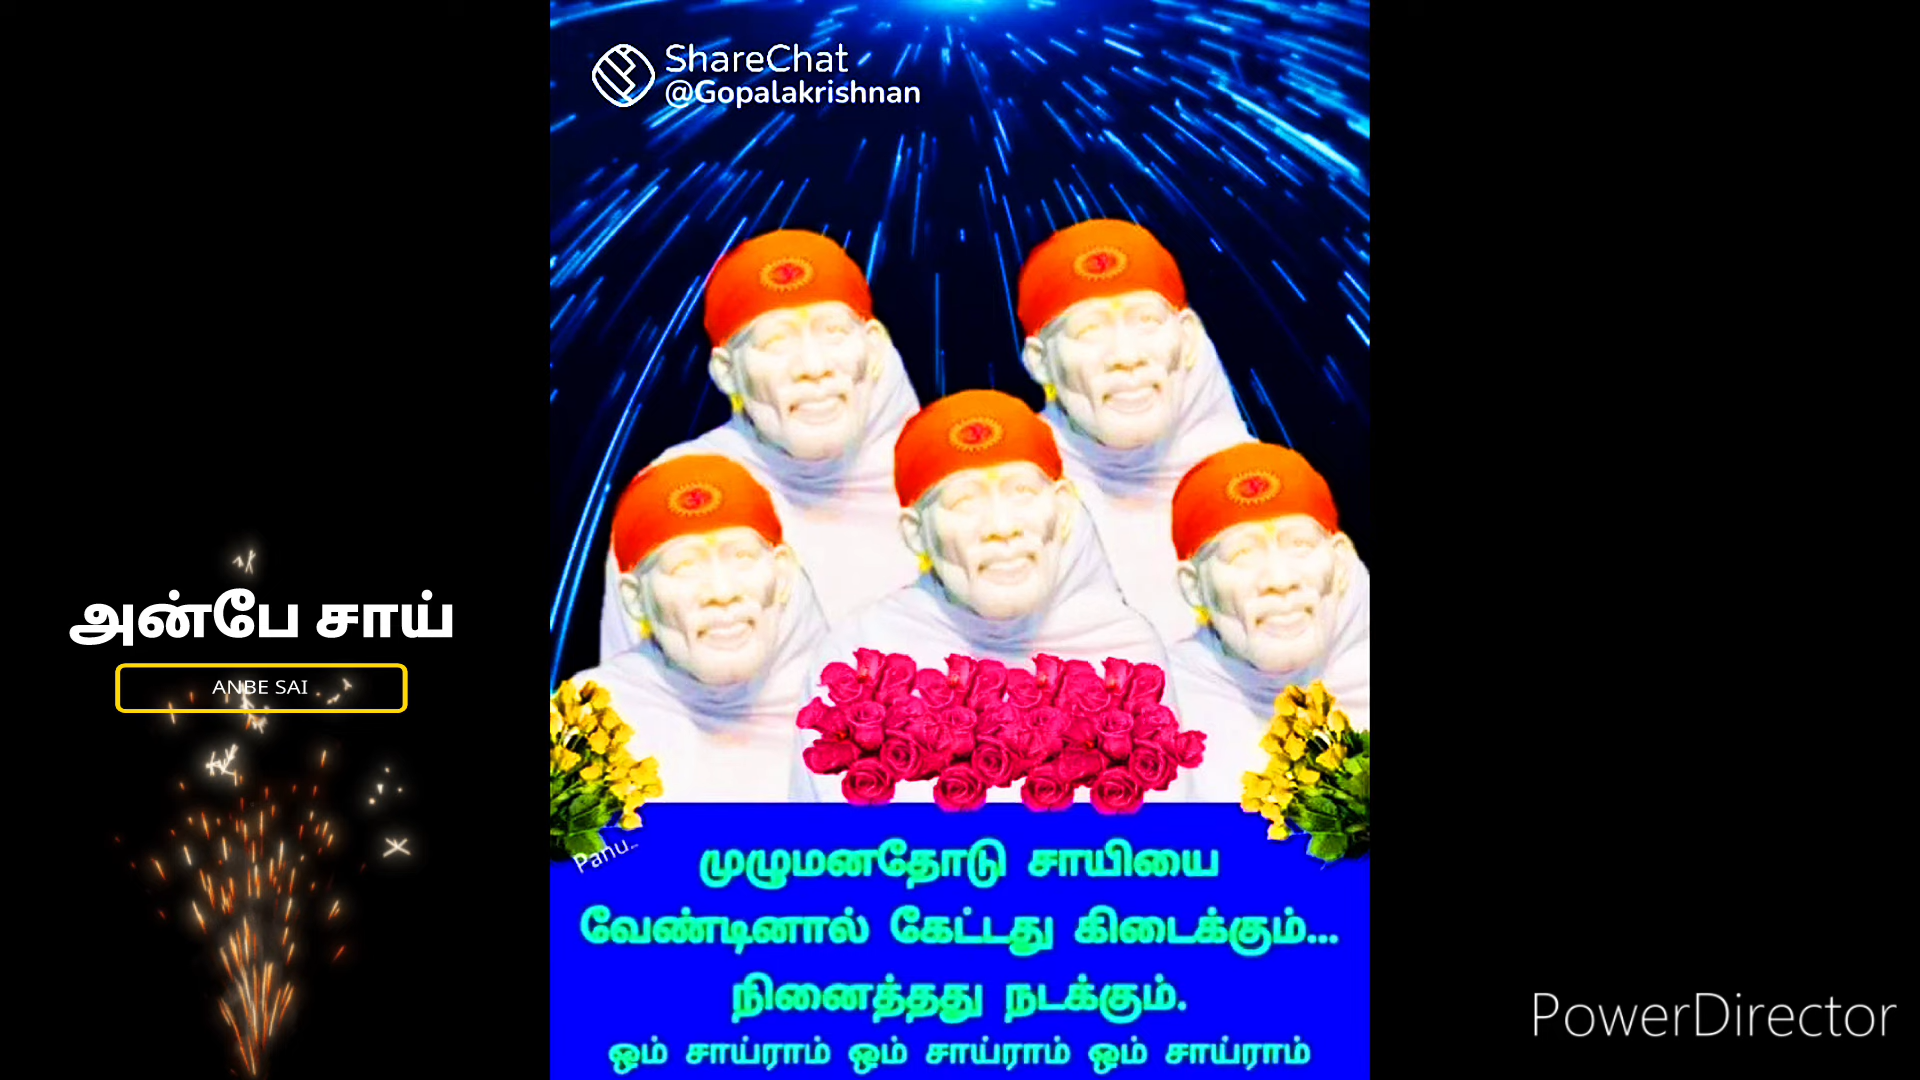 ShareChat
@Gopalakrishnan
அன்பே சாய்
ANBE SAI
Panu..
முழுமனதோடு சாயியை
வேண்டினால் கேட்டது கிடைக்கும்...
நினைத்தது நடக்கும்.
ஓம் சாய்ராம் ஓம் சாய்ராம் ஓம் சாய்ராம்
PowerDirector